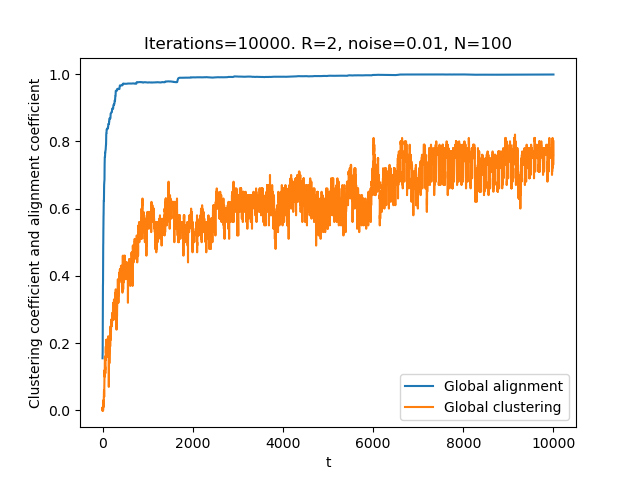 Iterations=10000. R=2, noise=0.01, N=100
Clustering coefficient and alignment coefficient
1.0
0.8
0.6
0.4
0.2
0.0
Global alignment
Global clustering
0 2000 4000 6000 8000 10000
t